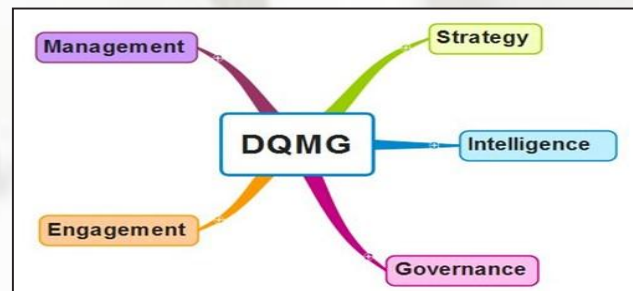 Management
Strategy
DQMG
Intelligence
Engagement
Governance